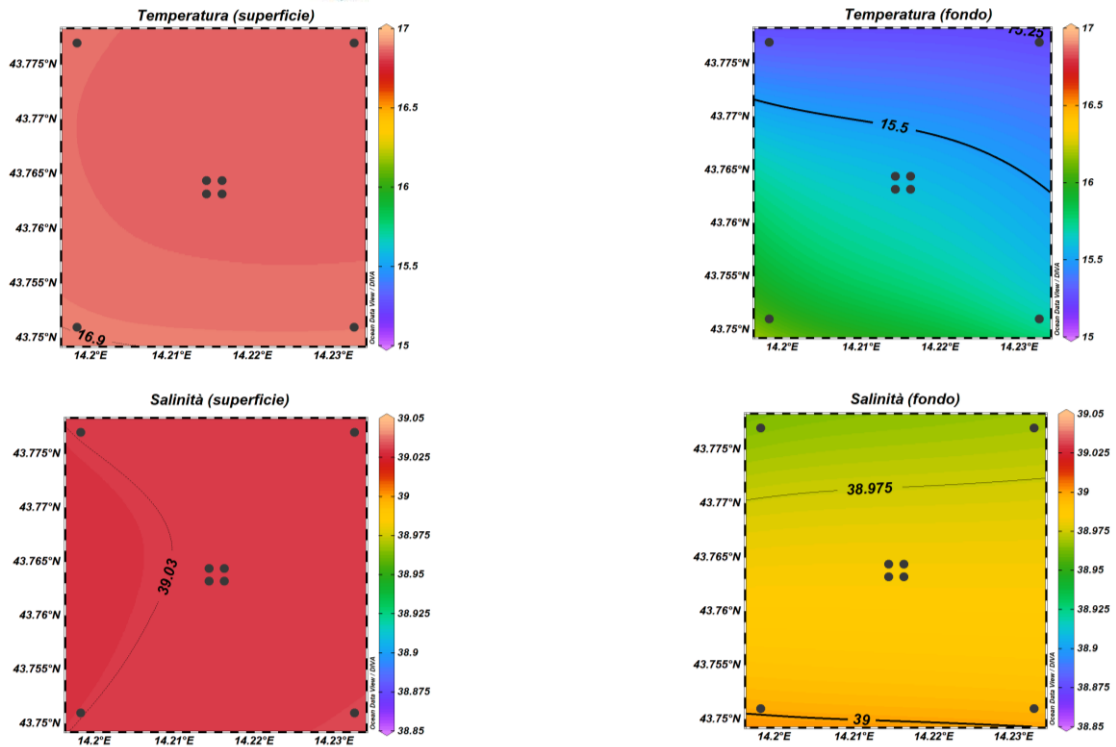 Temperatura (superficie)
43.775°N
43.77°N
43.765°N
43.76°N
43.755°N
43.75°N
16.9
14.2°E
14.21°E
14.22°E
14.23°E
17
16.5
16
15.5
15
Ocean Data View / DIVA
Temperatura (fondo)
43.775°N
43.77°N
43.765°N
43.76°N
43.755°N
43.75°N
15.25
15.5
14.2°E
14.21°E
14.22°E
14.23°E
17
16.5
16
15.5
15
Ocean Data View / DIVA
Salinità (superficie)
43.775°N
43.77°N
43.765°N
43.76°N
43.755°N
43.75°N
39.03
14.2°E
14.21°E
14.22°E
14.23°E
39.05
39.025
39
38.975
38.95
38.925
38.9
38.875
38.85
Ocean Data View / DIVA
Salinità (fondo)
43.775°N
43.77°N
43.765°N
43.76°N
43.755°N
43.75°N
38.975
39
14.2°E
14.21°E
14.22°E
14.23°E
39.05
39.025
39
38.975
38.95
38.925
38.9
38.875
38.85
Ocean Data View / DIVA